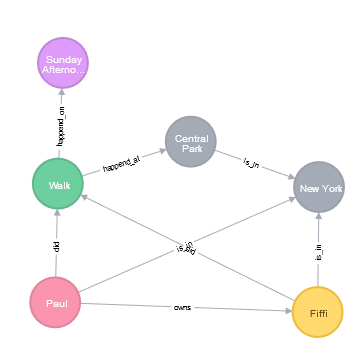 Sunday
Afterno...
happend_on
Central
Park
happend_at
is_in
Walk
New York
did
is_in
did
is_in
Paul
owns
Fiffi